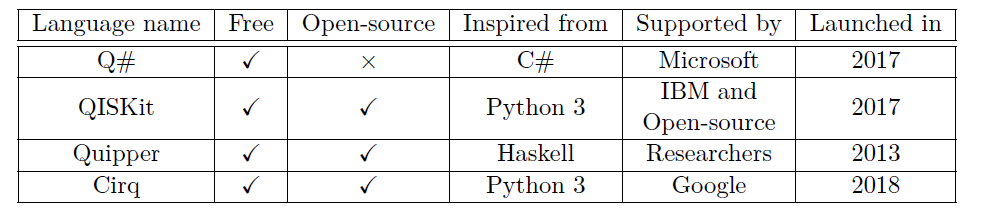 Language name Free Open-source Inspired from Supported by Launched in
Q# ✓ × C# Microsoft 2017
QISKit ✓ ✓ Python 3 IBM and Open-source 2017
Quipper ✓ ✓ Haskell Researchers 2013
Cirq ✓ ✓ Python 3 Google 2018